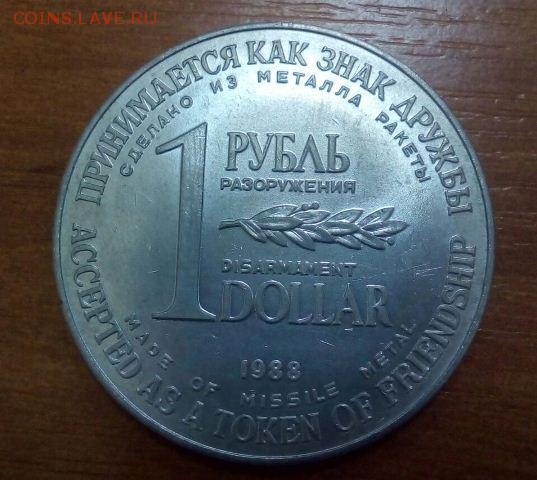 COINS.LAVE.RU
ПРИНИМАЕТСЯ КАК ЗНАК ДРУЖБЫ
СДЕЛАНО ИЗ МЕТАЛЛА РАКЕТЫ
1
РУБЛЬ
РАЗОРУЖЕНИЯ
DISARMAMENT
DOLLAR
1988
MADE OF MISSILE METAL
ACCEPTED AS A TOKEN OF FRIENDSHIP